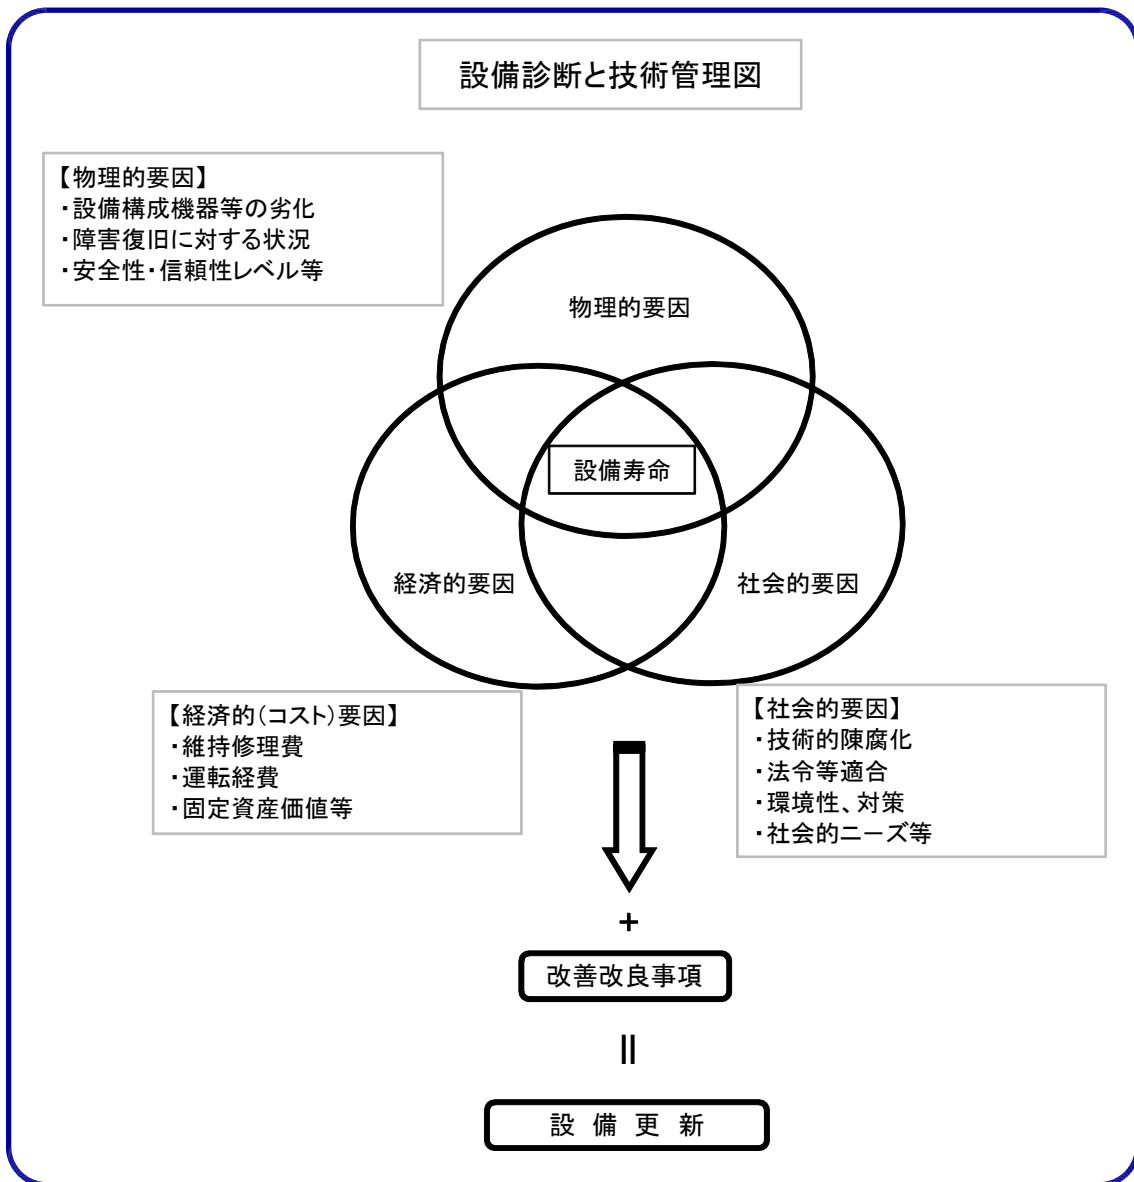 設備診断と技術管理図
【物理的要因】
・設備構成機器等の劣化
・障害復旧に対する状況
・安全性・信頼性レベル等
物理的要因
設備寿命
経済的要因
社会的要因
【経済的(コスト)要因】
・維持修理費
・運転経費
・固定資産価値等
【社会的要因】
・技術的陳腐化
・法令等適合
・環境性、対策
・社会的ニーズ等
+
改善改良事項
||
設 備 更 新